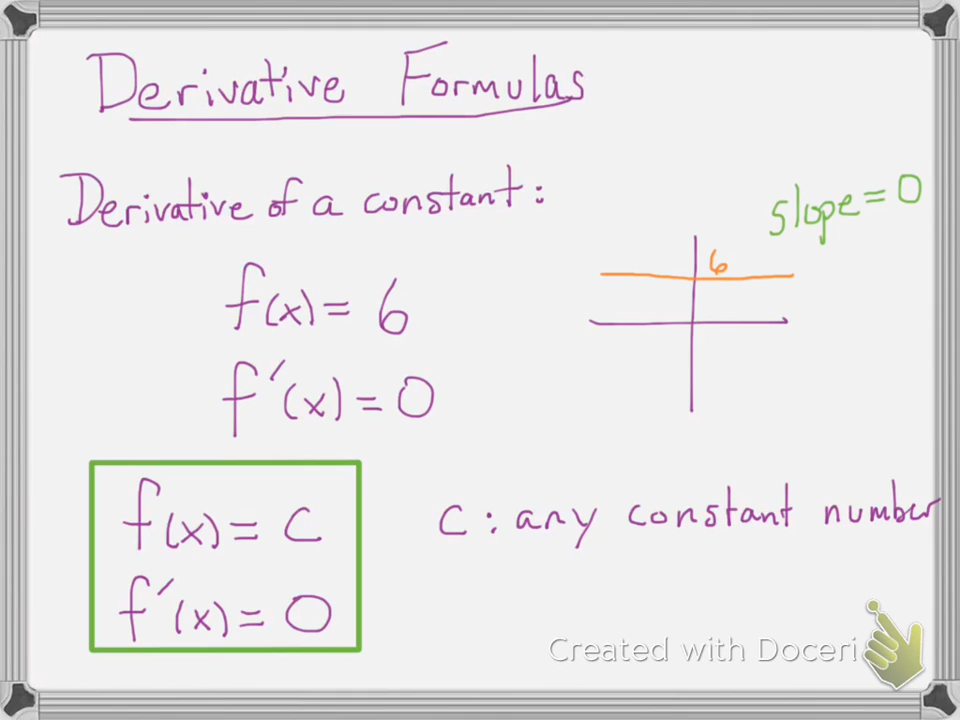 Derivative Formulas
Derivative of a constant:
slope = 0
6
f(x) = 6
f'(x) = 0
f(x) = c
f'(x) = 0
c: any constant number
Created with Doceri